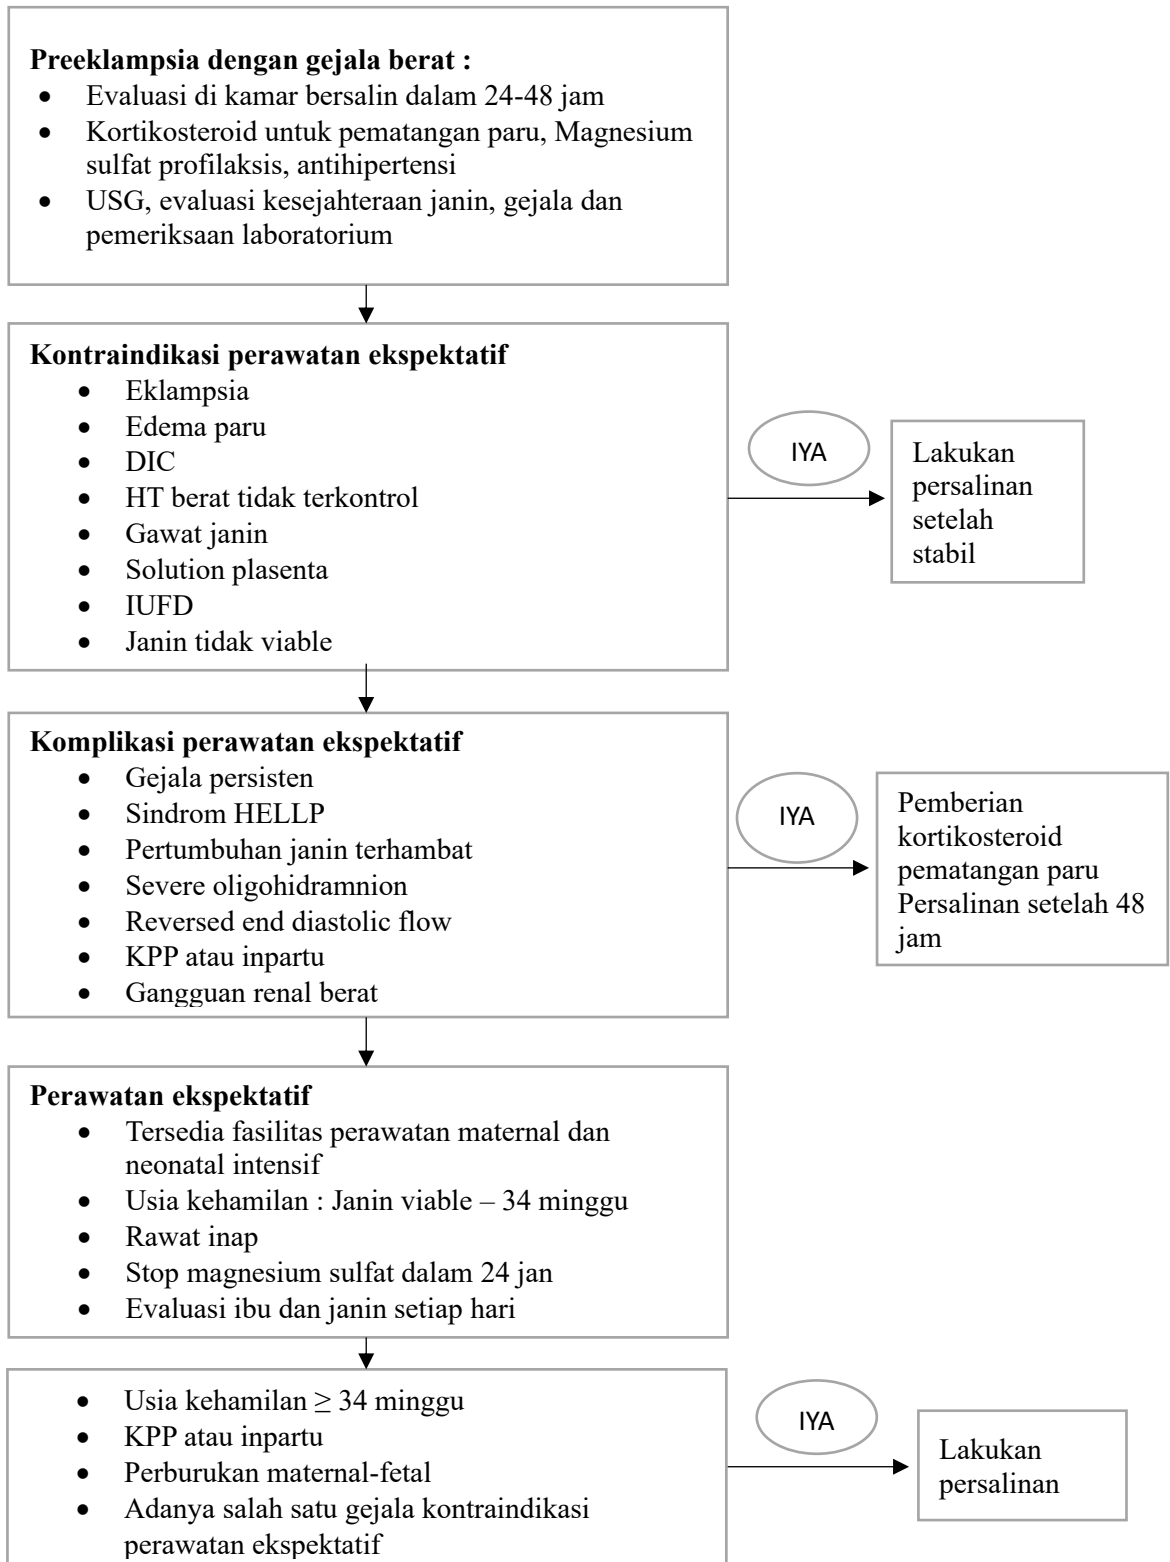 Preeklampsia dengan gejala berat :
• Evaluasi di kamar bersalin dalam 24-48 jam
• Kortikosteroid untuk pematangan paru, Magnesium
sulfat profilaksis, antihipertensi
• USG, evaluasi kesejahteraan janin, gejala dan
pemeriksaan laboratorium
Kontraindikasi perawatan ekspektatif
• Eklampsia
• Edema paru
• DIC
• HT berat tidak terkontrol
• Gawat janin
• Solution plasenta
• IUFD
• Janin tidak viable
IYA
Lakukan
persalinan
setelah
stabil
Komplikasi perawatan ekspektatif
• Gejala persisten
• Sindrom HELLP
• Pertumbuhan janin terhambat
• Severe oligohidramnion
• Reversed end diastolic flow
• KPP atau inpartu
• Gangguan renal berat
IYA
Pemberian
kortikosteroid
pematangan paru
Persalinan setelah 48
jam
Perawatan ekspektatif
• Tersedia fasilitas perawatan maternal dan
neonatal intensif
• Usia kehamilan : Janin viable – 34 minggu
• Rawat inap
• Stop magnesium sulfat dalam 24 jan
• Evaluasi ibu dan janin setiap hari
• Usia kehamilan ≥ 34 minggu
• KPP atau inpartu
• Perburukan maternal-fetal
• Adanya salah satu gejala kontraindikasi
perawatan ekspektatif
IYA
Lakukan
persalinan